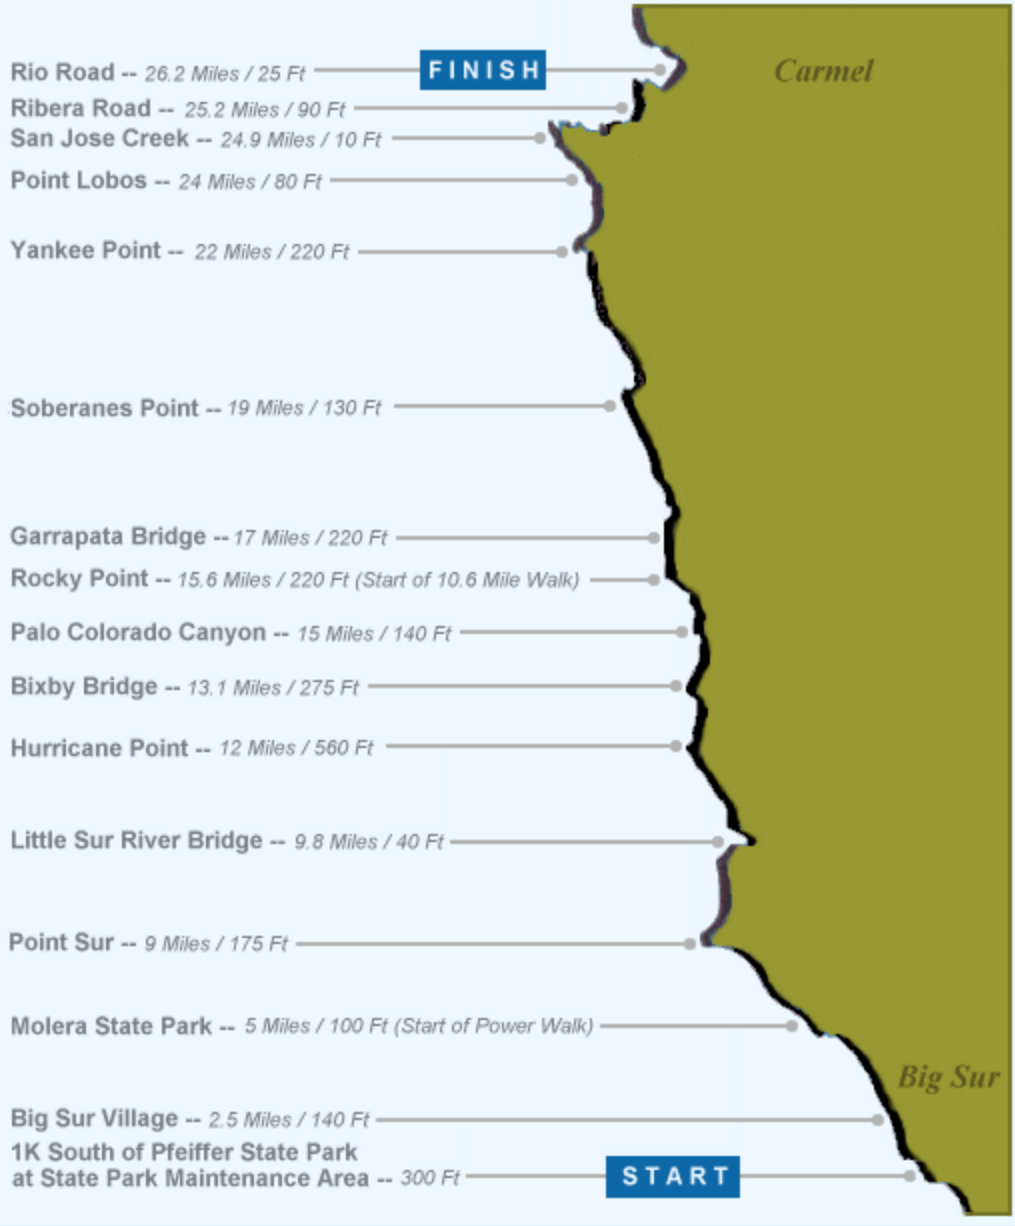 Rio Road -- 26.2 Miles / 25 Ft FINISH Carmel
Ribera Road -- 25.2 Miles / 90 Ft
San Jose Creek -- 24.9 Miles / 10 Ft
Point Lobos -- 24 Miles / 80 Ft
Yankee Point -- 22 Miles / 220 Ft
Soberanes Point -- 19 Miles / 130 Ft
Garrapata Bridge -- 17 Miles / 220 Ft
Rocky Point -- 15.6 Miles / 220 Ft (Start of 10.6 Mile Walk)
Palo Colorado Canyon -- 15 Miles / 140 Ft
Bixby Bridge -- 13.1 Miles / 275 Ft
Hurricane Point -- 12 Miles / 560 Ft
Little Sur River Bridge -- 9.8 Miles / 40 Ft
Point Sur -- 9 Miles / 175 Ft
Molera State Park -- 5 Miles / 100 Ft (Start of Power Walk)
Big Sur
Big Sur Village -- 2.5 Miles / 140 Ft
1K South of Pfeiffer State Park
at State Park Maintenance Area -- 300 Ft START